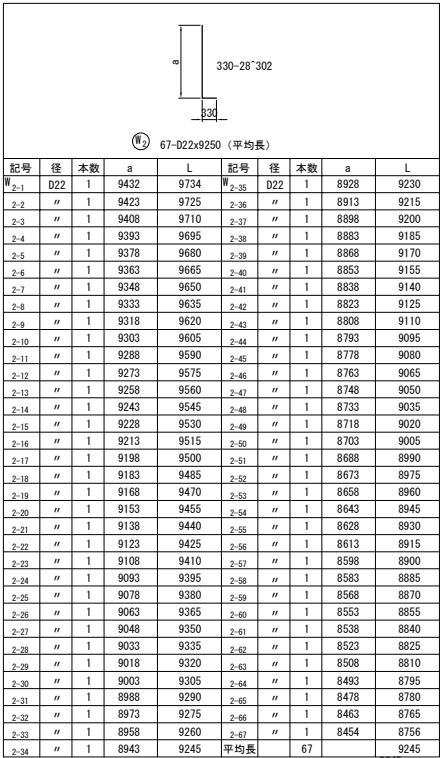 a
330-28^302
330
W2 67-D22x9250 (平均長)
記号 径 本数 a L 記号 径 本数 a L
W2-1 D22 1 9432 9734 W2-35 D22 1 8928 9230
2-2 〃 1 9423 9725 2-36 〃 1 8913 9215
2-3 〃 1 9408 9710 2-37 〃 1 8898 9200
2-4 〃 1 9393 9695 2-38 〃 1 8883 9185
2-5 〃 1 9378 9680 2-39 〃 1 8868 9170
2-6 〃 1 9363 9665 2-40 〃 1 8853 9155
2-7 〃 1 9348 9650 2-41 〃 1 8838 9140
2-8 〃 1 9333 9635 2-42 〃 1 8823 9125
2-9 〃 1 9318 9620 2-43 〃 1 8808 9110
2-10 〃 1 9303 9605 2-44 〃 1 8793 9095
2-11 〃 1 9288 9590 2-45 〃 1 8778 9080
2-12 〃 1 9273 9575 2-46 〃 1 8763 9065
2-13 〃 1 9258 9560 2-47 〃 1 8748 9050
2-14 〃 1 9243 9545 2-48 〃 1 8733 9035
2-15 〃 1 9228 9530 2-49 〃 1 8718 9020
2-16 〃 1 9213 9515 2-50 〃 1 8703 9005
2-17 〃 1 9198 9500 2-51 〃 1 8688 8990
2-18 〃 1 9183 9485 2-52 〃 1 8673 8975
2-19 〃 1 9168 9470 2-53 〃 1 8658 8960
2-20 〃 1 9153 9455 2-54 〃 1 8643 8945
2-21 〃 1 9138 9440 2-55 〃 1 8628 8930
2-22 〃 1 9123 9425 2-56 〃 1 8613 8915
2-23 〃 1 9108 9410 2-57 〃 1 8598 8900
2-24 〃 1 9093 9395 2-58 〃 1 8583 8885
2-25 〃 1 9078 9380 2-59 〃 1 8568 8870
2-26 〃 1 9063 9365 2-60 〃 1 8553 8855
2-27 〃 1 9048 9350 2-61 〃 1 8538 8840
2-28 〃 1 9033 9335 2-62 〃 1 8523 8825
2-29 〃 1 9018 9320 2-63 〃 1 8508 8810
2-30 〃 1 9003 9305 2-64 〃 1 8493 8795
2-31 〃 1 8988 9290 2-65 〃 1 8478 8780
2-32 〃 1 8973 9275 2-66 〃 1 8463 8765
2-33 〃 1 8958 9260 2-67 〃 1 8454 8756
2-34 〃 1 8943 9245 平均長 67 9245